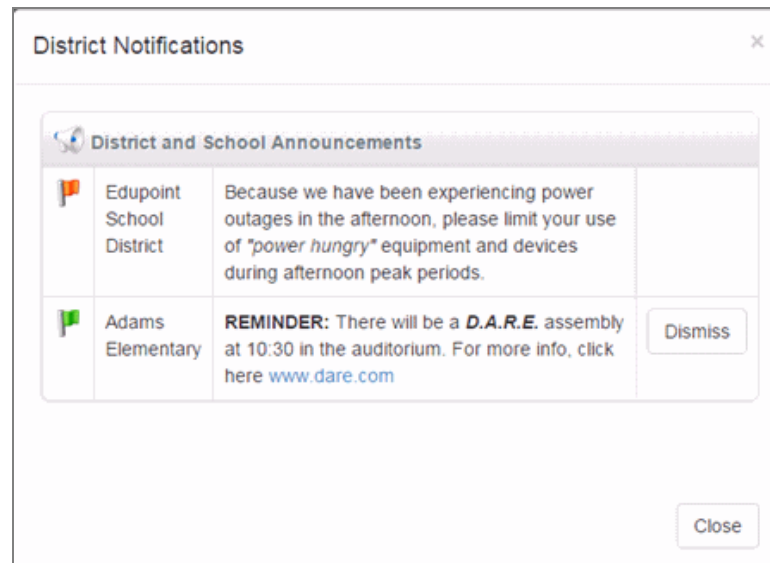 District Notifications
×
District and School Announcements
Edupoint
School
District
Because we have been experiencing power
outages in the afternoon, please limit your use
of "power hungry" equipment and devices
during afternoon peak periods.
Adams
Elementary
REMINDER: There will be a D.A.R.E. assembly
at 10:30 in the auditorium. For more info, click
here www.dare.com
Dismiss
Close